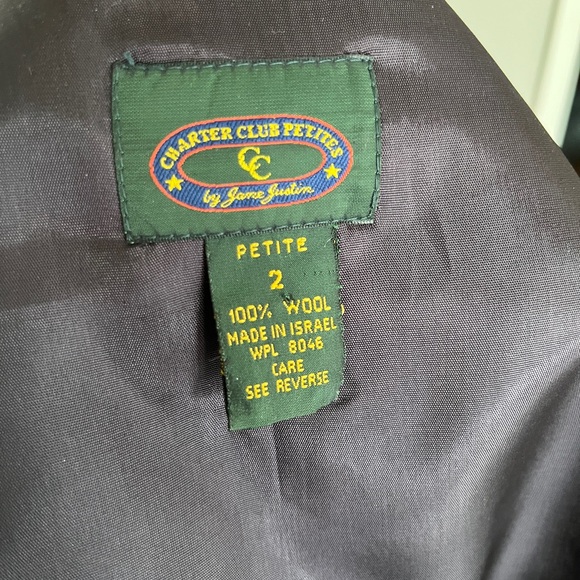 CHARTER CLUB PETITES
CC
by Jane Justin
PETITE
2
100% WOOL
MADE IN ISRAEL
WPL 8046
CARE
SEE REVERSE